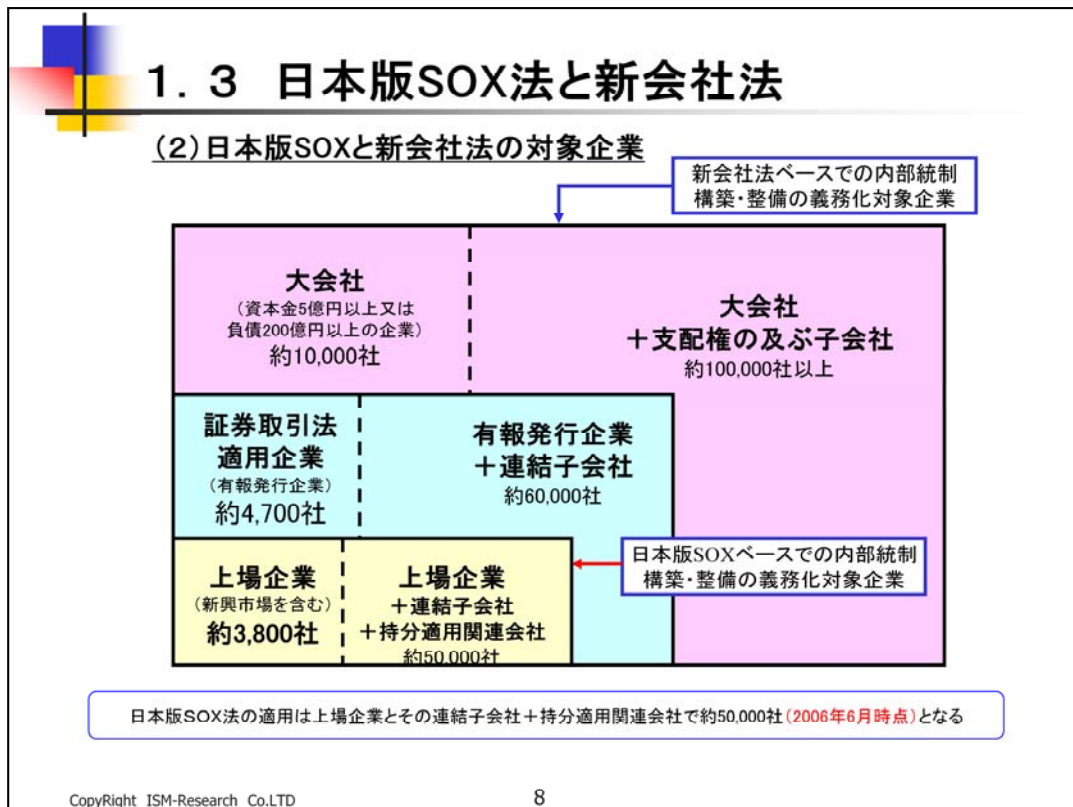 1.3 日本版SOX法と新会社法
(2)日本版SOXと新会社法の対象企業
新会社法ベースでの内部統制
構築・整備の義務化対象企業
大会社
(資本金5億円以上又は
負債200億円以上の企業)
約10,000社
大会社
+支配権の及ぶ子会社
約100,000社以上
証券取引法
適用企業
(有報発行企業)
約4,700社
有報発行企業
+連結子会社
約60,000社
上場企業
(新興市場を含む)
約3,800社
上場企業
+連結子会社
+持分適用関連会社
約50,000社
日本版SOXベースでの内部統制
構築・整備の義務化対象企業
日本版SOX法の適用は上場企業とその連結子会社+持分適用関連会社で約50,000社(2006年6月時点)となる
CopyRight ISM-Research Co.LTD
8